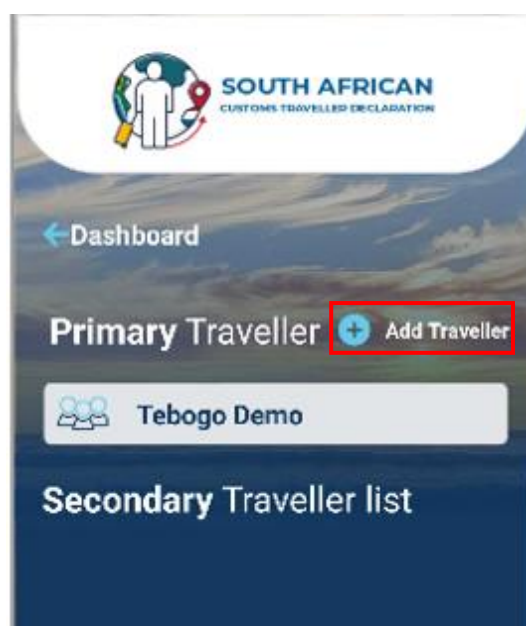 SOUTH AFRICAN
CUSTOMS TRAVELLER DECLARATION
Dashboard
Primary Traveller Add Traveller
Tebogo Demo
Secondary Traveller list